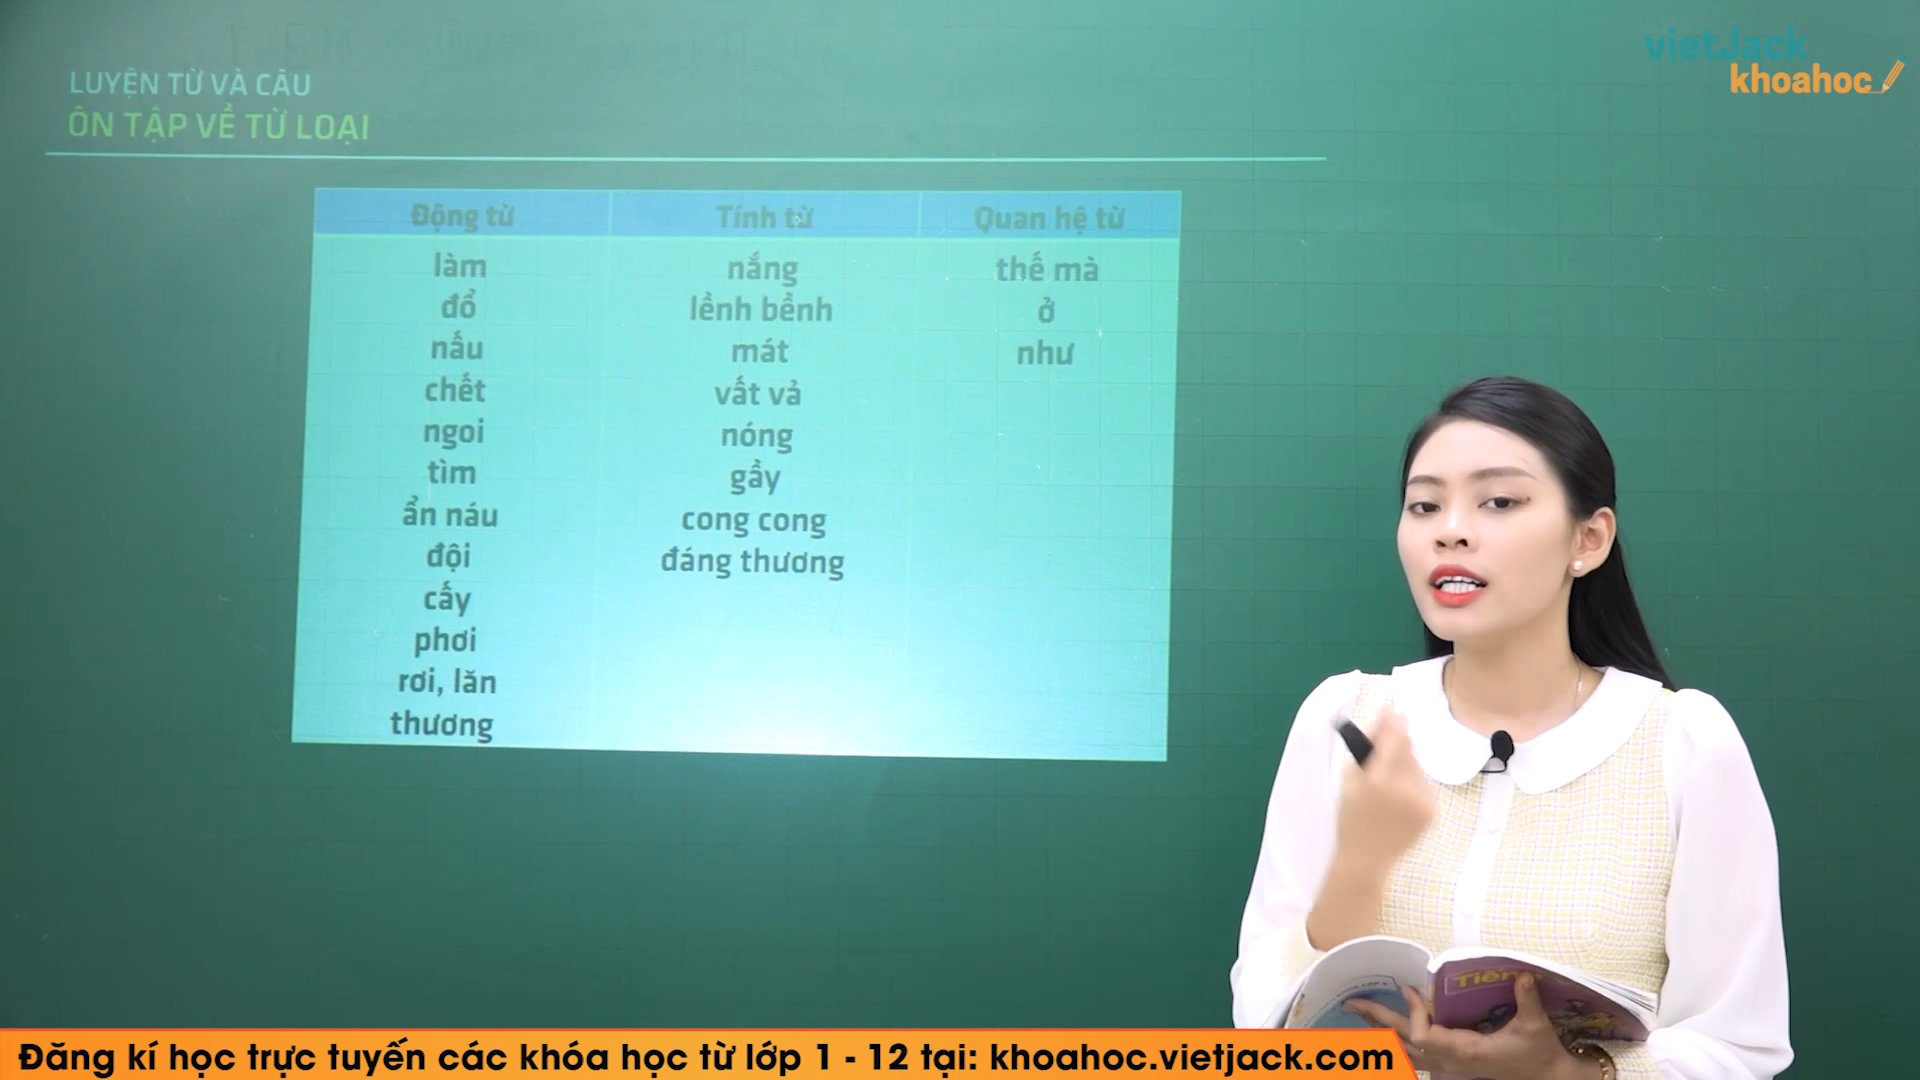 vietJack
khoahoc
LUYỆN TỪ VÀ CÂU
ÔN TẬP VỀ TỪ LOẠI
Động từ Tính từ Quan hệ từ
làm nắng thế mà
đổ lềnh bềnh ở
nấu mát như
chết vất vả
ngoi nóng
tìm gầy
ẩn náu cong cong
đội đáng thương
cấy
phơi
rơi, lăn
thương
Đăng kí học trực tuyến các khóa học từ lớp 1 - 12 tại: khoahoc.vietjack.com